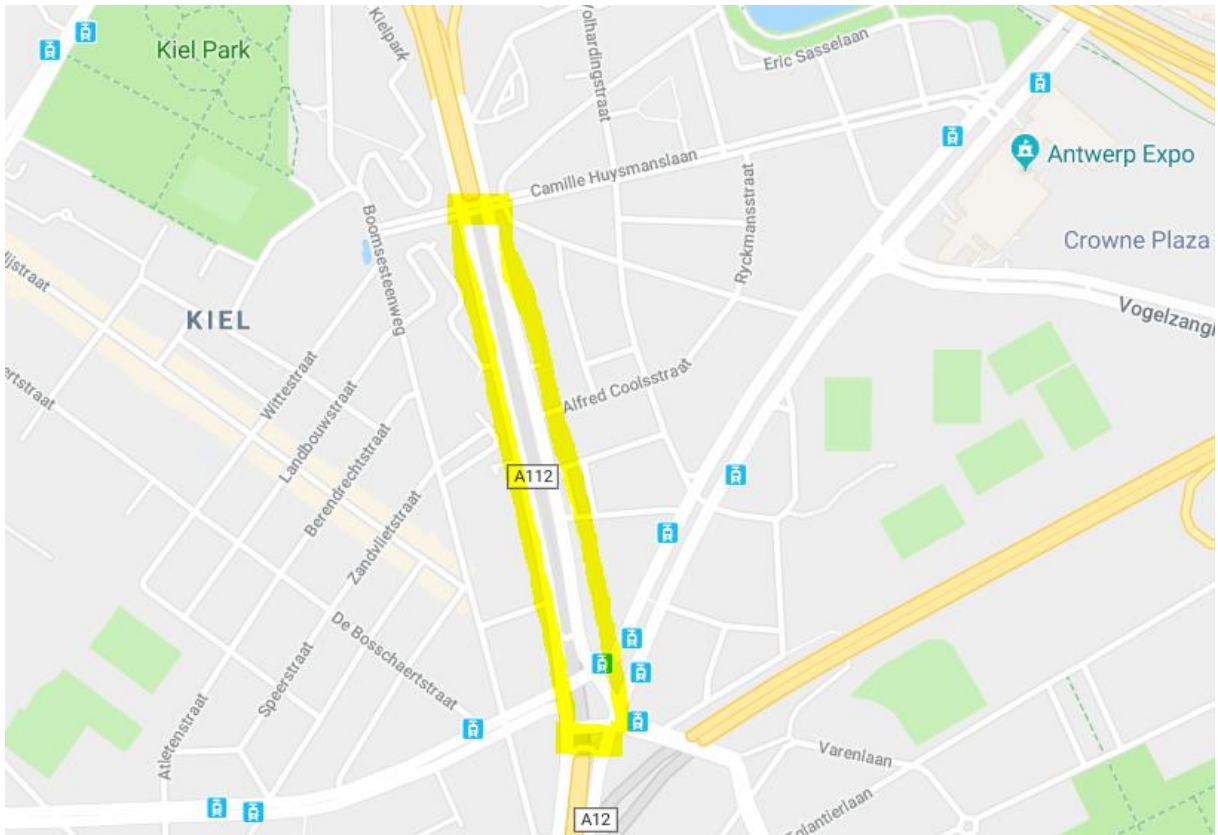 Kiel Park
Kielpark
Volhardingstraat
Eric Sasselaan
Antwerp Expo
Camille Huysmanslaan
Ryckmansstraat
Crowne Plaza
Boomsesteenweg
KIEL
Wittestraat
Landbouwstraat
Alfred Coolsstraat
Berendrechtstraat
A112
Zandvlietstraat
De Bosschaertstraat
Speerstraat
Atletenstraat
Varenlaan
A12